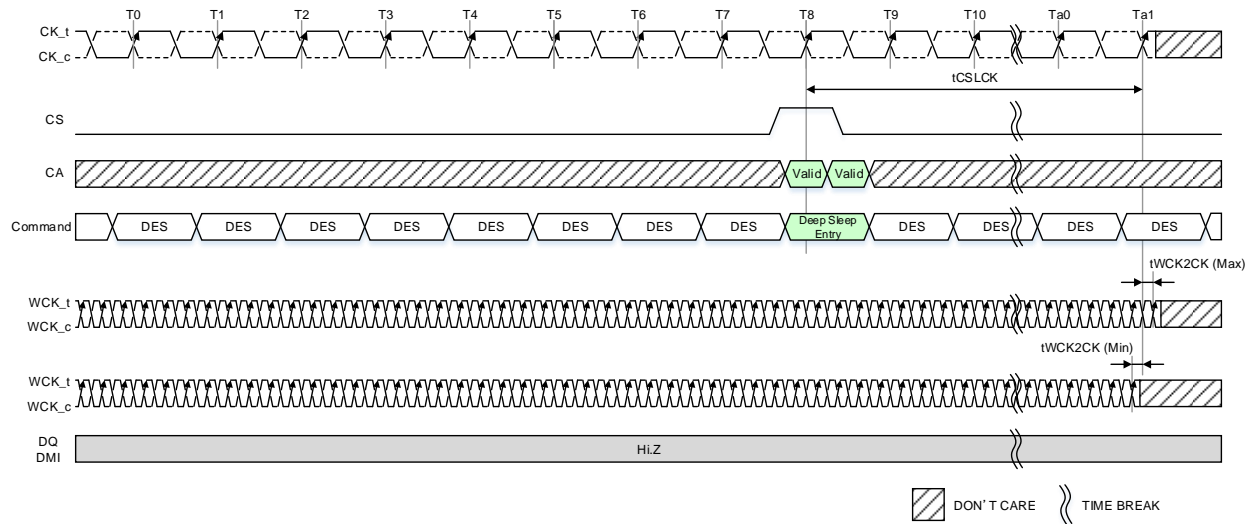 T0 T1 T2 T3 T4 T5 T6 T7 T8 T9 T10 Ta0 Ta1
CK_t
CK_c
tCSLCK
CS
CA Valid Valid
Command DES DES DES DES DES DES DES DES Deep Sleep DES DES DES DES
Entry
tWCK2CK (Max)
WCK_t
WCK_c
tWCK2CK (Min)
WCK_t
WCK_c
DQ
DMI
Hi.Z
DON'T CARE TIME BREAK